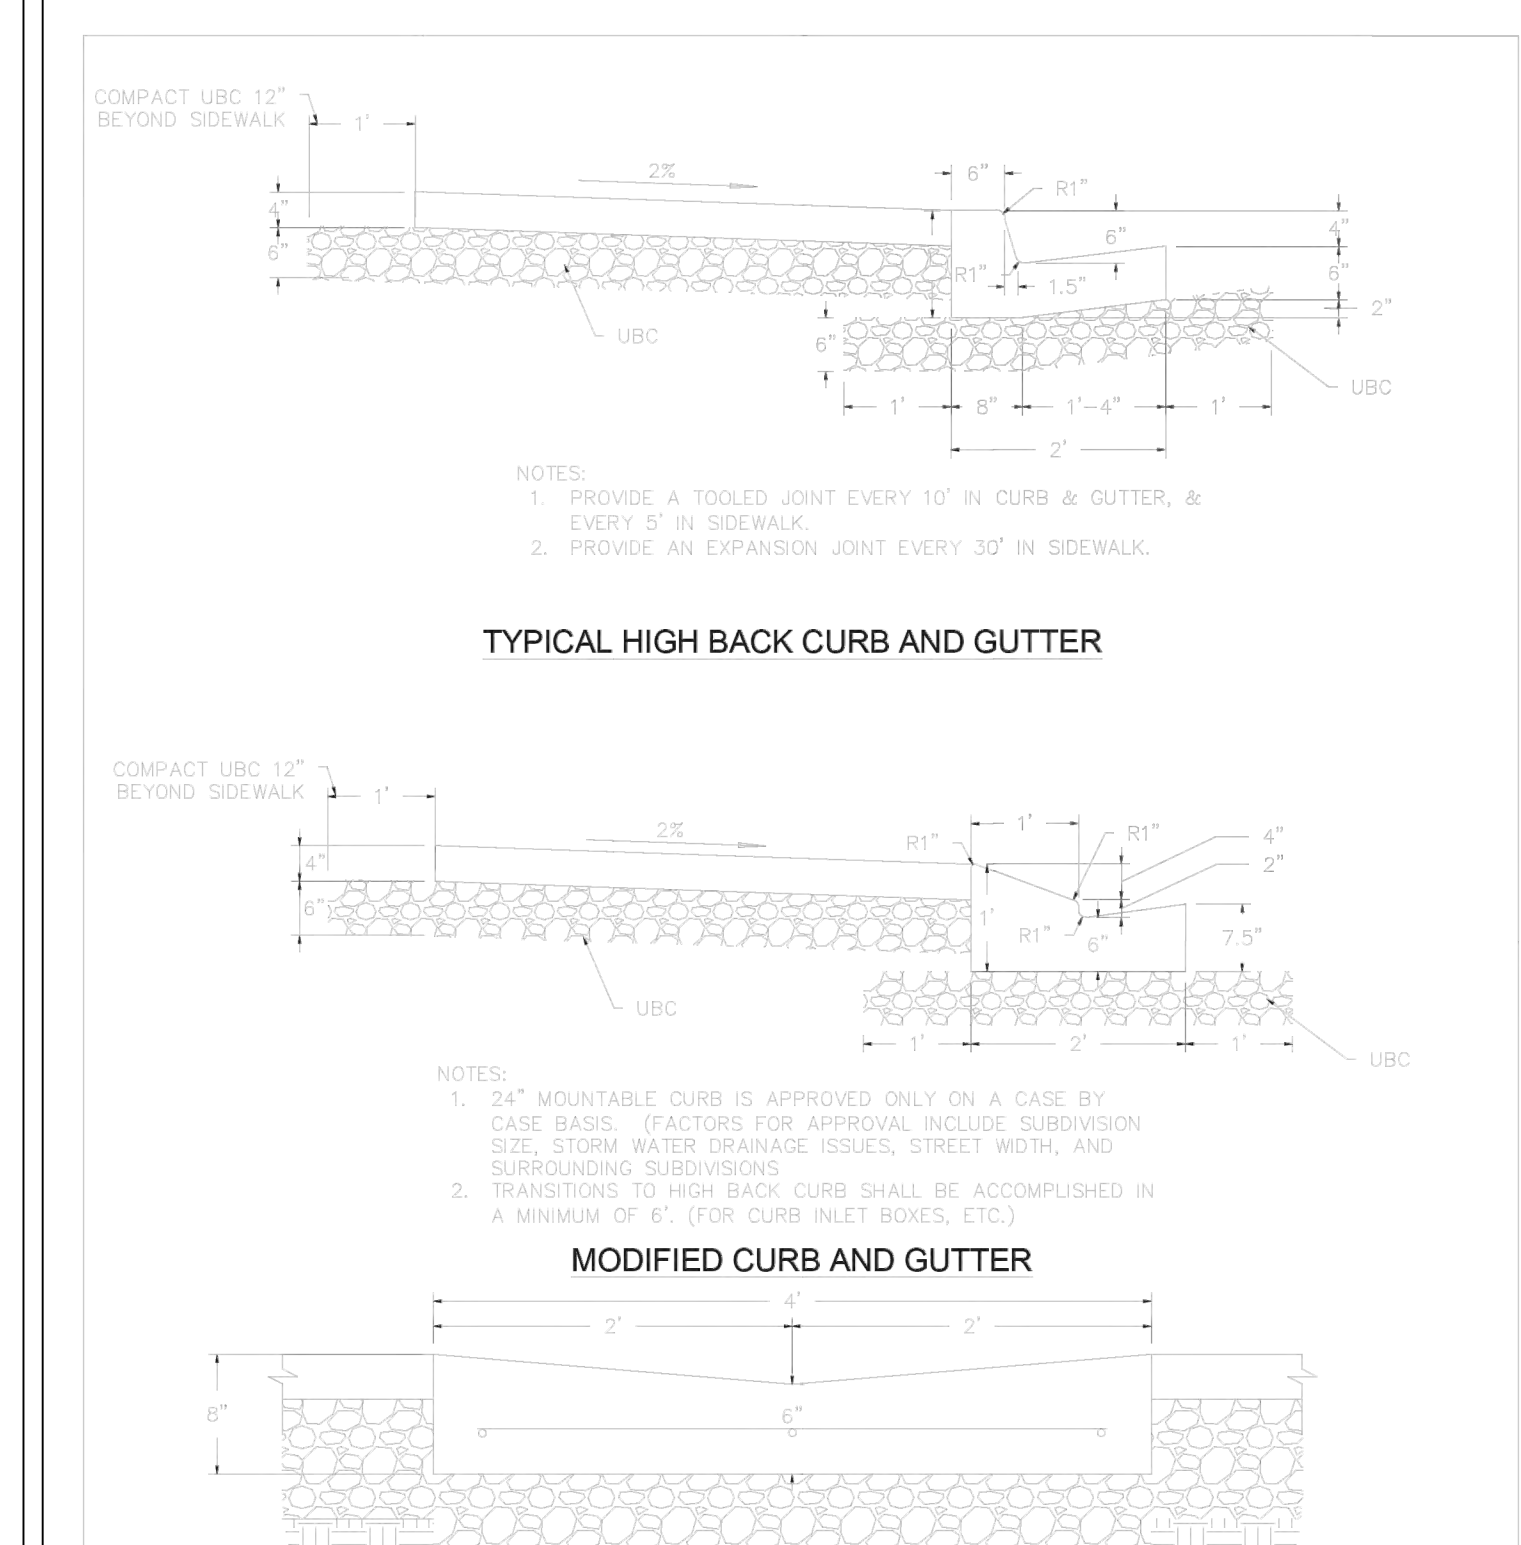 COMPACT UBC 12"
BEYOND SIDEWALK
1'
2%
6"
R1"
4"
6"
6"
4"
R1"
1.5"
6"
2"
UBC
6"
UBC
1'
8"
1'-4"
1'
2'
NOTES:
1. PROVIDE A TOOLED JOINT EVERY 10' IN CURB & GUTTER, &
EVERY 5' IN SIDEWALK.
2. PROVIDE AN EXPANSION JOINT EVERY 30' IN SIDEWALK.
TYPICAL HIGH BACK CURB AND GUTTER
COMPACT UBC 12"
BEYOND SIDEWALK
1'
2%
1'
R1"
R1"
4"
2"
4"
6"
1'
R1"
6"
7.5"
UBC
1'
2'
1'
UBC
NOTES:
1. 24" MOUNTABLE CURB IS APPROVED ONLY ON A CASE BY
CASE BASIS. (FACTORS FOR APPROVAL INCLUDE SUBDIVISION
SIZE, STORM WATER DRAINAGE ISSUES, STREET WIDTH, AND
SURROUNDING SUBDIVISIONS
2. TRANSITIONS TO HIGH BACK CURB SHALL BE ACCOMPLISHED IN
A MINIMUM OF 6'. (FOR CURB INLET BOXES, ETC.)
MODIFIED CURB AND GUTTER
4'
2'
2'
8"
6"